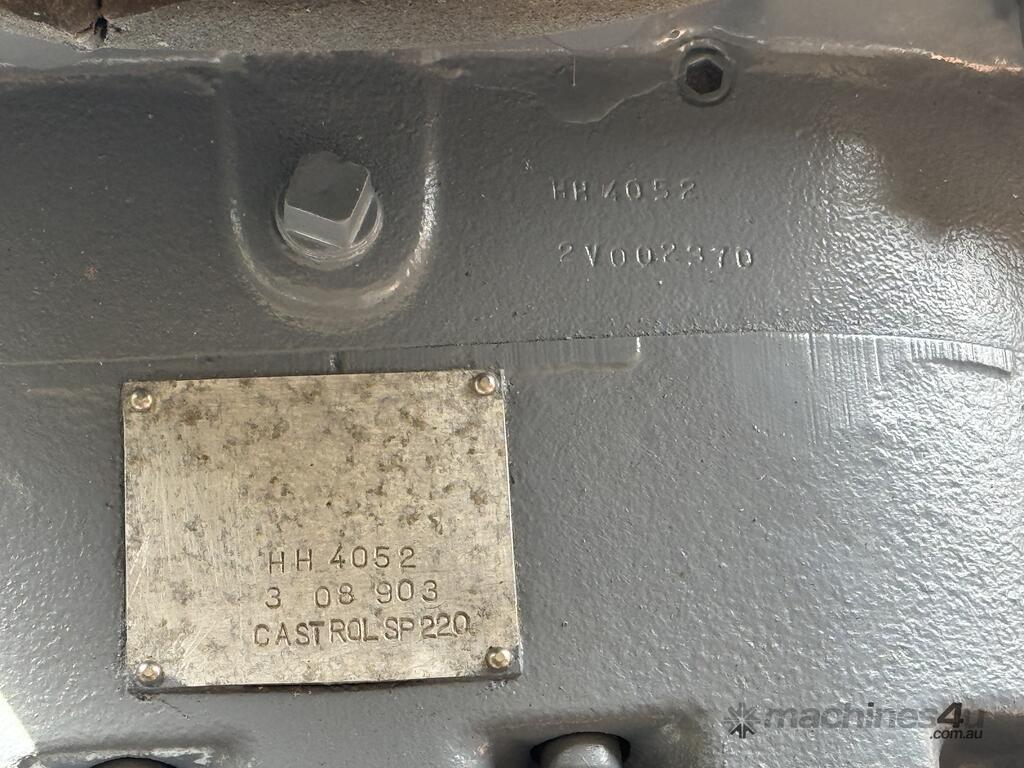 HH 4052
2V002370
HH 4052
3 08 903
CASTROL SP 220
machines4u
.com.au